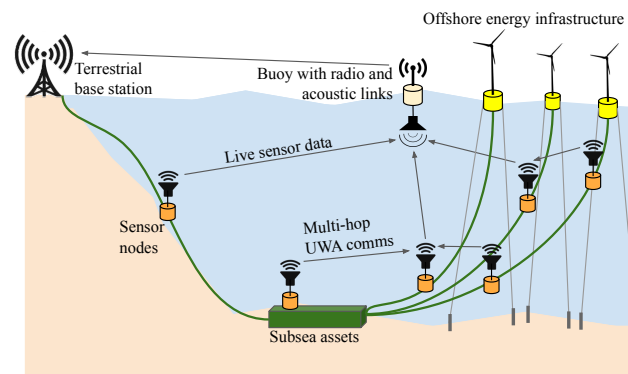 Offshore energy infrastructure
Terrestrial
base station
Buoy with radio and
acoustic links
Live sensor data
Sensor
nodes
Multi-hop
UWA comms
Subsea assets